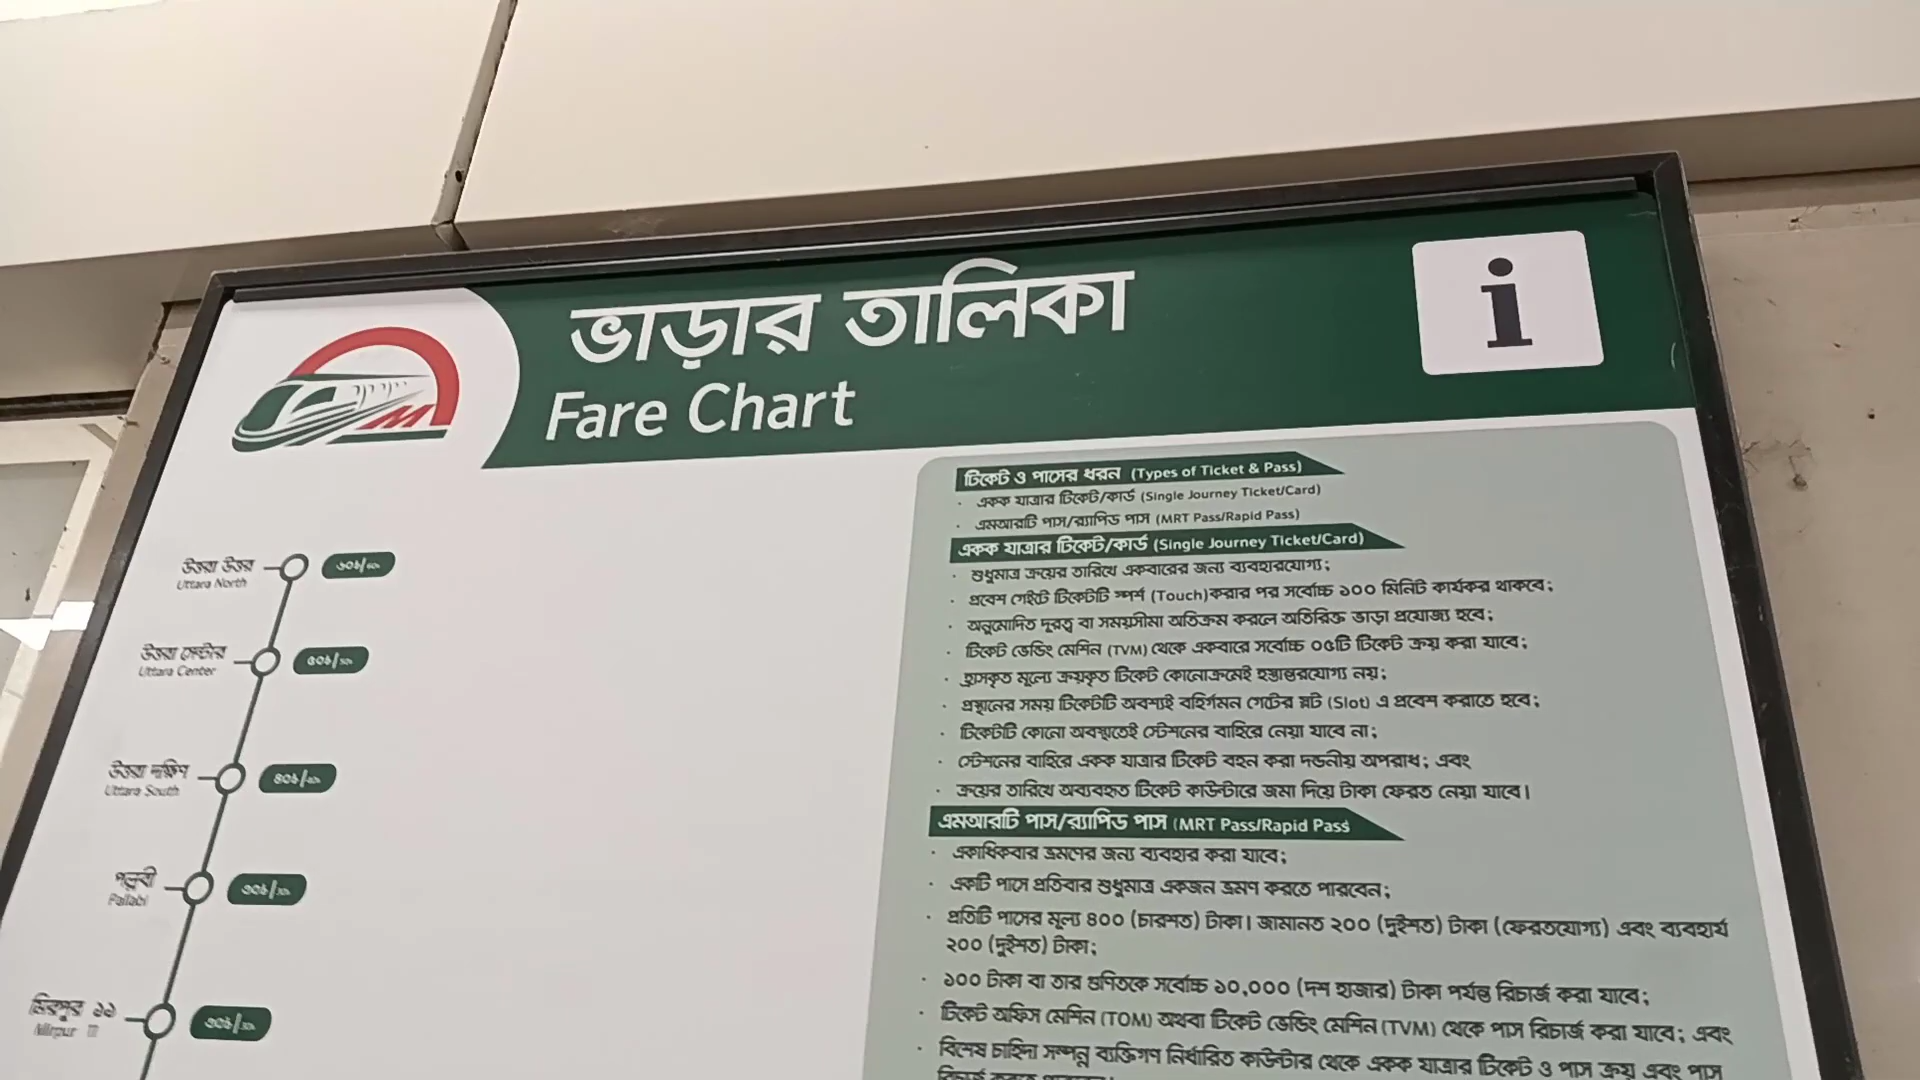 ভাড়ার তালিকা
Fare Chart
i
M
উত্তরা উত্তর
Uttara North
৬০৳/
উত্তরা সেন্টার
Uttara Center
৫০৳/
উত্তরা দক্ষিণ
Uttara South
৪০৳/
পল্লবী
Pallabi
৩০৳/
মিরপুর ১১
Mirpur 11
৩০৳/
টিকেট ও পাসের ধরন (Types of Ticket & Pass)
· একক যাত্রার টিকেট/কার্ড (Single Journey Ticket/Card)
· এমআরটি পাস/র‍্যাপিড পাস (MRT Pass/Rapid Pass)
একক যাত্রার টিকেট/কার্ড (Single Journey Ticket/Card)
· শুধুমাত্র ক্রয়ের তারিখে একবারের জন্য ব্যবহারযোগ্য;
· প্রবেশ গেইটে টিকেটটি স্পর্শ (Touch)করার পর সর্বোচ্চ ১০০ মিনিট কার্যকর থাকবে;
· অনুমোদিত দূরত্ব বা সময়সীমা অতিক্রম করলে অতিরিক্ত ভাড়া প্রযোজ্য হবে;
· টিকেট ভেন্ডিং মেশিন (TVM) থেকে একবারে সর্বোচ্চ ০৫টি টিকেট ক্রয় করা যাবে;
· হ্রাসকৃত মূল্যে ক্রয়কৃত টিকেট কোনোক্রমেই হস্তান্তরযোগ্য নয়;
· প্রস্থানের সময় টিকেটটি অবশ্যই বহির্গমন গেটের স্লট (Slot) এ প্রবেশ করাতে হবে;
· টিকেটটি কোনো অবস্থাতেই স্টেশনের বাহিরে নেয়া যাবে না;
· স্টেশনের বাহিরে একক যাত্রার টিকেট বহন করা দন্ডনীয় অপরাধ; এবং
· ক্রয়ের তারিখে অব্যবহৃত টিকেট কাউন্টারে জমা দিয়ে টাকা ফেরত নেয়া যাবে।
এমআরটি পাস/র‍্যাপিড পাস (MRT Pass/Rapid Pass)
· একাধিকবার ভ্রমণের জন্য ব্যবহার করা যাবে;
· একটি পাসে প্রতিবার শুধুমাত্র একজন ভ্রমণ করতে পারবেন;
· প্রতিটি পাসের মূল্য ৪০০ (চারশত) টাকা। জামানত ২০০ (দুইশত) টাকা (ফেরতযোগ্য) এবং ব্যবহার্য
২০০ (দুইশত) টাকা;
· ১০০ টাকা বা তার গুণিতকে সর্বোচ্চ ১০,০০০ (দশ হাজার) টাকা পর্যন্ত রিচার্জ করা যাবে;
· টিকেট অফিস মেশিন (TOM) অথবা টিকেট ভেন্ডিং মেশিন (TVM) থেকে পাস রিচার্জ করা যাবে; এবং
· বিশেষ চাহিদা সম্পন্ন ব্যক্তিগণ নির্ধারিত কাউন্টার থেকে একক যাত্রার টিকেট ও পাস ক্রয় এবং পাস